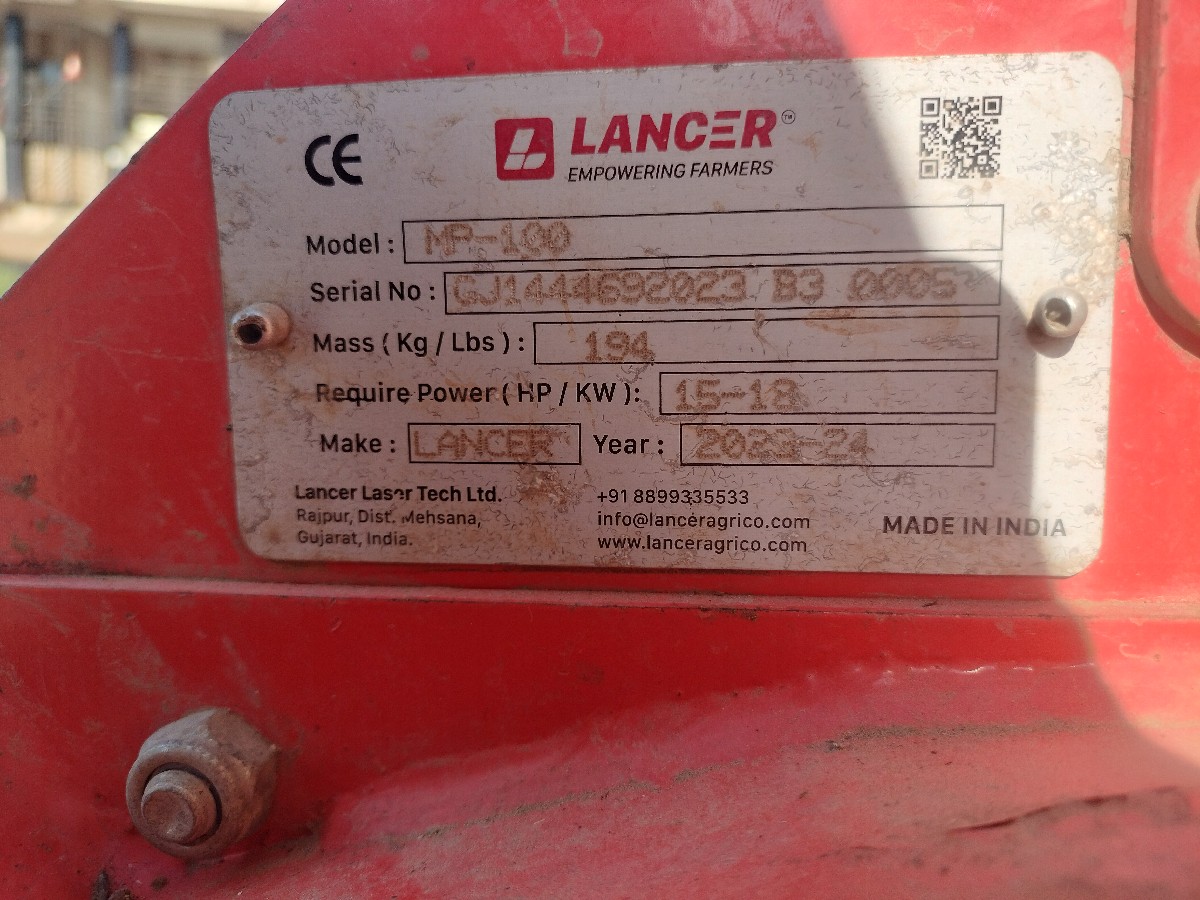 CE
LANCER™
EMPOWERING FARMERS
Model : MP-100
Serial No : GJ1444692023 B3 0005
Mass ( Kg / Lbs ) : 194
Require Power ( HP / KW ): 15-18
Make : LANCER Year : 2023-24
Lancer Laser Tech Ltd.
Rajpur, Dist. Mehsana,
Gujarat, India.
+91 8899335533
info@lanceragrico.com
www.lanceragrico.com
MADE IN INDIA